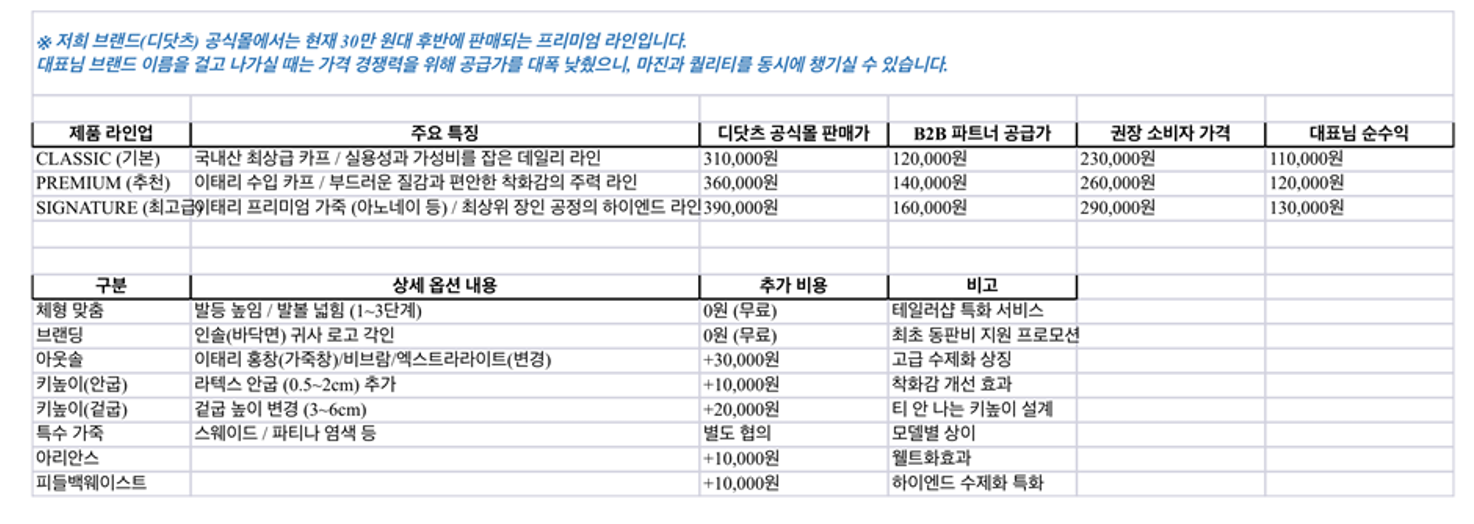 ※ 저희 브랜드(디닷츠) 공식몰에서는 현재 30만 원대 후반에 판매되는 프리미엄 라인입니다.
대표님 브랜드 이름을 걸고 나가실 때는 가격 경쟁력을 위해 공급가를 대폭 낮췄으니, 마진과 퀄리티를 동시에 챙기실 수 있습니다.
제품 라인업 주요 특징 디닷츠 공식몰 판매가 B2B 파트너 공급가 권장 소비자 가격 대표님 순수익
CLASSIC (기본) 국내산 최상급 카프 / 실용성과 가성비를 잡은 데일리 라인 310,000원 120,000원 230,000원 110,000원
PREMIUM (추천) 이태리 수입 카프 / 부드러운 질감과 편안한 착화감의 주력 라인 360,000원 140,000원 260,000원 120,000원
SIGNATURE (최고급) 이태리 프리미엄 가죽 (아노네이 등) / 최상위 장인 공정의 하이엔드 라인 390,000원 160,000원 290,000원 130,000원
구분 상세 옵션 내용 추가 비용 비고
체형 맞춤 발등 높임 / 발볼 넓힘 (1~3단계) 0원 (무료) 테일러샵 특화 서비스
브랜딩 인솔(바닥면) 귀사 로고 각인 0원 (무료) 최초 동판비 지원 프로모션
아웃솔 이태리 홍창(가죽창)/비브람/엑스트라라이트(변경) +30,000원 고급 수제화 상징
키높이(안굽) 라텍스 안굽 (0.5~2cm) 추가 +10,000원 착화감 개선 효과
키높이(겉굽) 겉굽 높이 변경 (3~6cm) +20,000원 티 안 나는 키높이 설계
특수 가죽 스웨이드 / 파티나 염색 등 별도 협의 모델별 상이
아리안스 +10,000원 웰트화효과
피들백웨이스트 +10,000원 하이엔드 수제화 특화